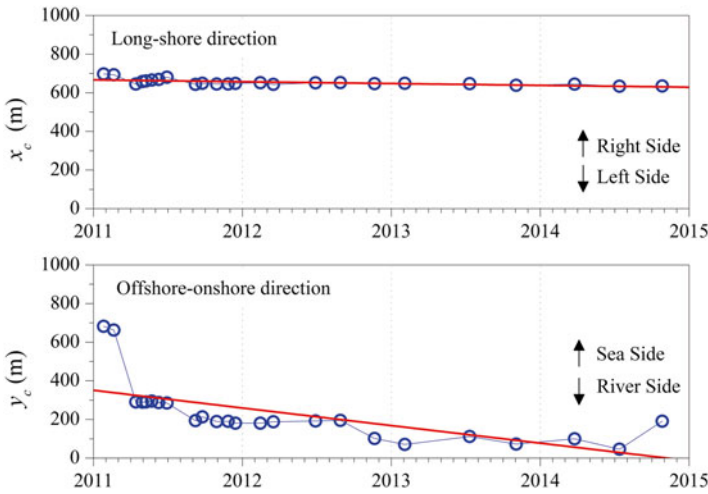 1000
800
600
400
200
0
x_c (m)
Long-shore direction
Right Side
Left Side
2011 2012 2013 2014 2015
1000
800
600
400
200
0
y_c (m)
Offshore-onshore direction
Sea Side
River Side
2011 2012 2013 2014 2015